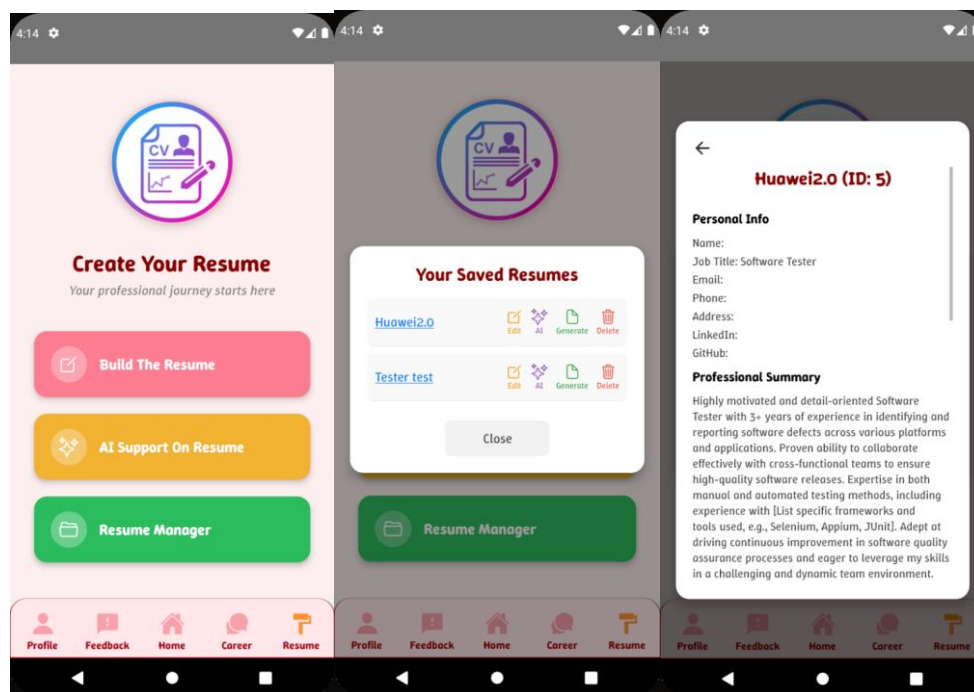 4:14
CV
Create Your Resume
Your professional journey starts here
Build The Resume
AI Support On Resume
Resume Manager
Profile
Feedback
Home
Career
Resume
4:14
CV
Your Saved Resumes
Huawei2.0
Edit
AI
Generate
Delete
Tester test
Edit
AI
Generate
Delete
Close
Resume Manager
Profile
Feedback
Home
Career
Resume
4:14
Huawei2.0 (ID: 5)
Personal Info
Name:
Job Title: Software Tester
Email:
Phone:
Address:
LinkedIn:
GitHub:
Professional Summary
Highly motivated and detail-oriented Software
Tester with 3+ years of experience in identifying and
reporting software defects across various platforms
and applications. Proven ability to collaborate
effectively with cross-functional teams to ensure
high-quality software releases. Expertise in both
manual and automated testing methods, including
experience with [List specific frameworks and
tools used, e.g., Selenium, Appium, JUnit]. Adept at
driving continuous improvement in software quality
assurance processes and eager to leverage my skills
in a challenging and dynamic team environment.
Profile
Feedback
Home
Career
Resume